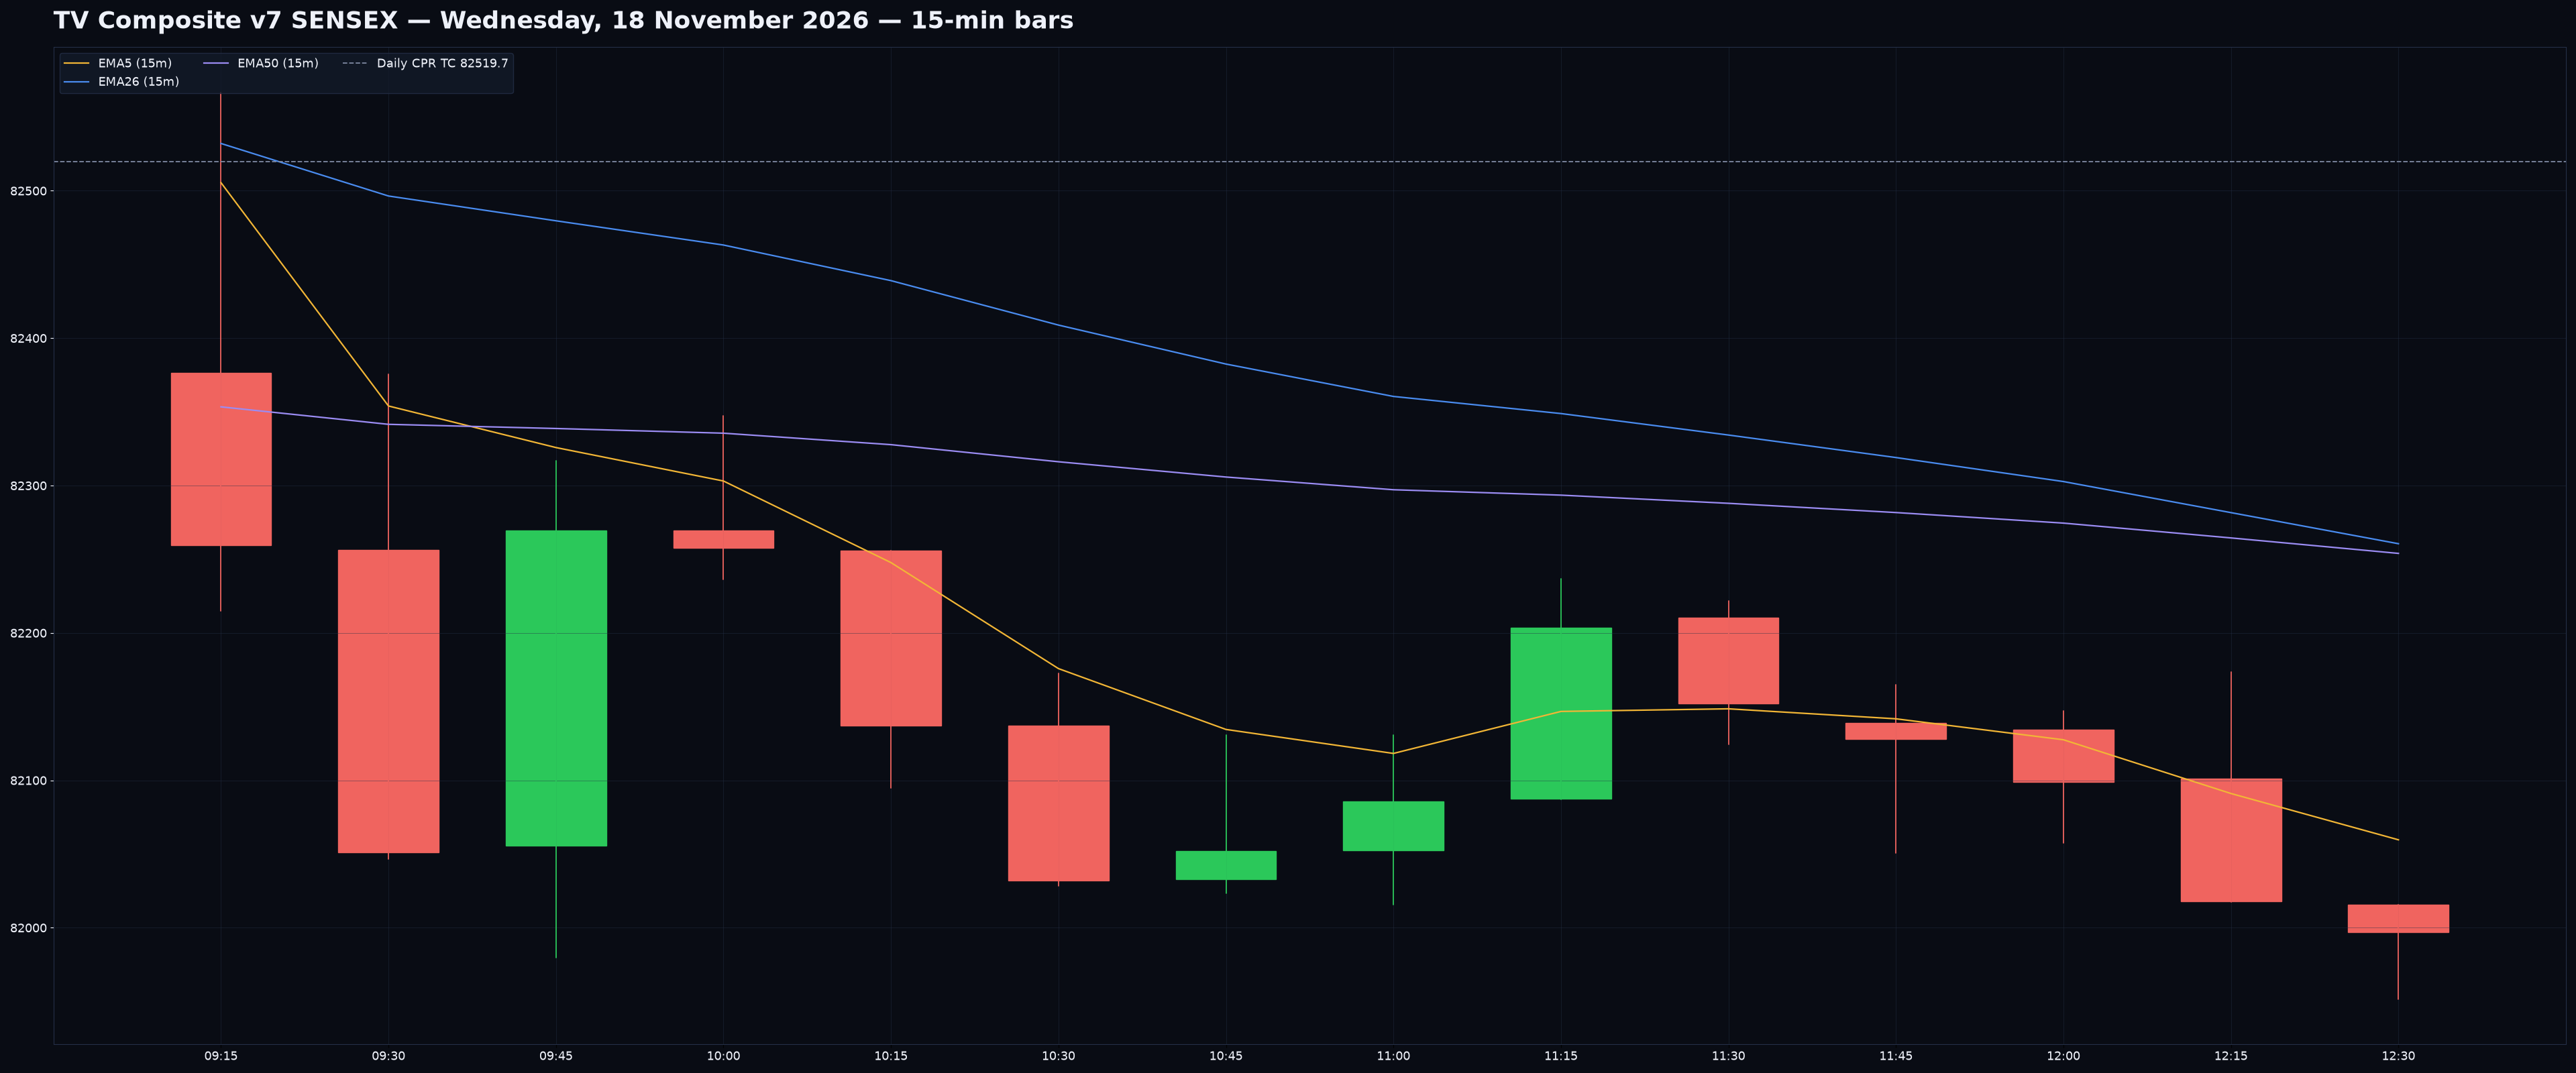 TV Composite v7 SENSEX — Wednesday, 18 November 2026 — 15-min bars
EMA5 (15m) EMA50 (15m) Daily CPR TC 82519.7
EMA26 (15m)
82500
82400
82300
82200
82100
82000
09:15 09:30 09:45 10:00 10:15 10:30 10:45 11:00 11:15 11:30 11:45 12:00 12:15 12:30